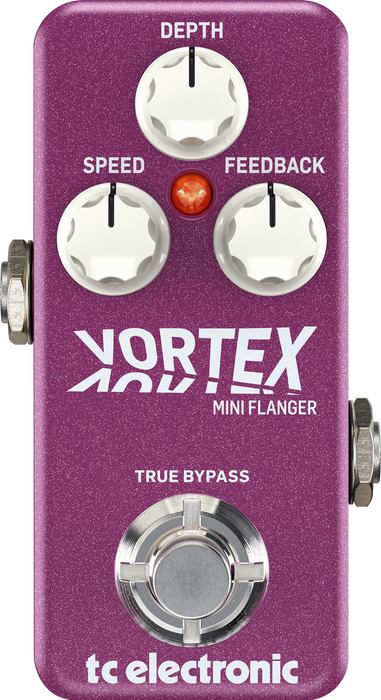 DEPTH
SPEED FEEDBACK
VORTEX
MINI FLANGER
TRUE BYPASS
tc electronic